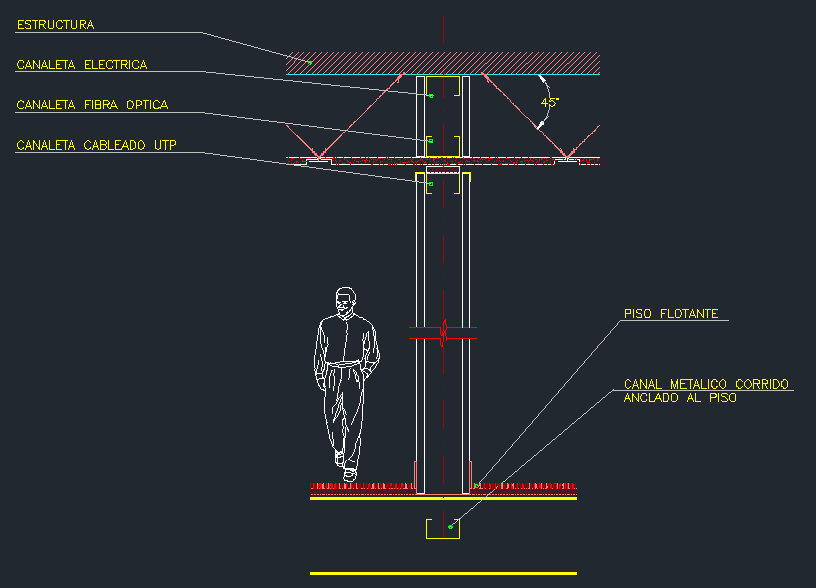 ESTRUCTURA
CANALETA ELECTRICA
CANALETA FIBRA OPTICA
CANALETA CABLEADO UTP
45°
PISO FLOTANTE
CANAL METALICO CORRIDO
ANCLADO AL PISO